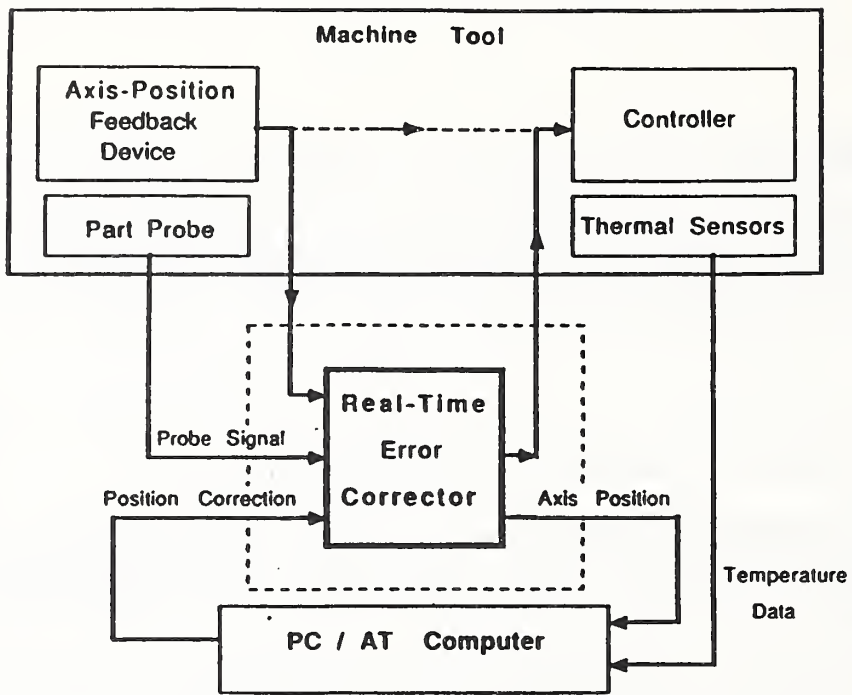 Machine Tool
Axis-Position
Feedback
Device
Controller
Part Probe
Thermal Sensors
Real-Time
Error
Corrector
Probe Signal
Position Correction
Axis Position
Temperature
Data
PC / AT Computer